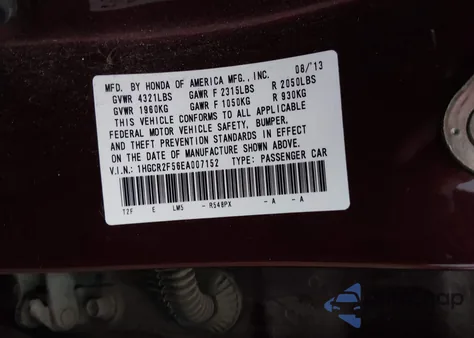 MFD. BY HONDA OF AMERICA MFG., INC. 08/'13
GVWR 4321LBS GAWR F 2315LBS R 2050LBS
GVWR 1960KG GAWR F 1050KG R 930KG
THIS VEHICLE CONFORMS TO ALL APPLICABLE
FEDERAL MOTOR VEHICLE SAFETY, BUMPER,
AND THEFT PREVENTION STANDARDS IN EFFECT
ON THE DATE OF MANUFACTURE SHOWN ABOVE.
V.I.N.: 1HGCR2F56EA007152 TYPE: PASSENGER CAR
T2F E LM5 - R548PX - A - A